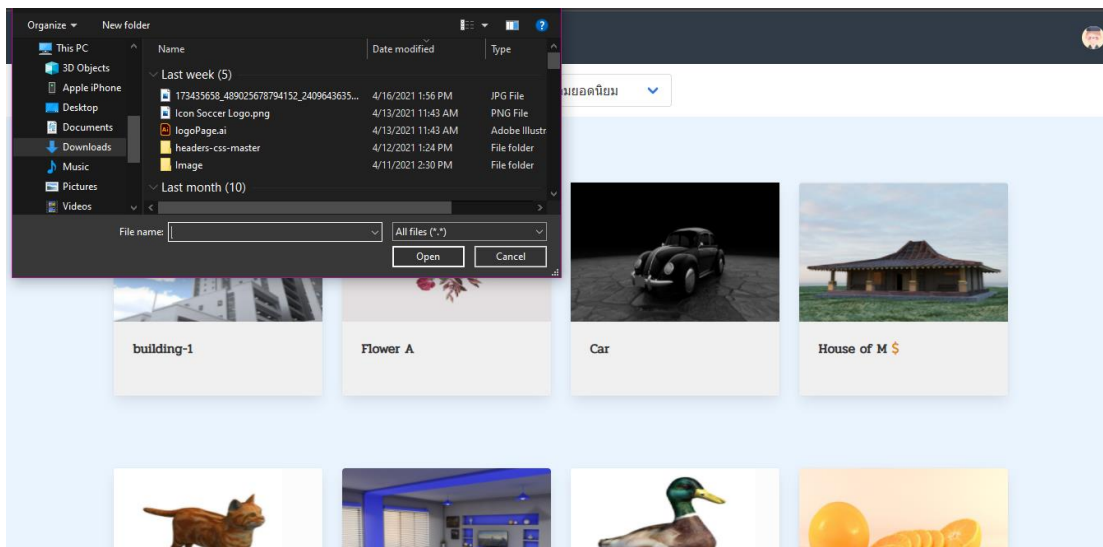 Organize New folder
This PC
3D Objects
Apple iPhone
Desktop
Documents
Downloads
Music
Pictures
Videos
Name Date modified Type
Last week (5)
173435658_489025678794152_2409643635... 4/16/2021 1:56 PM JPG File
Icon Soccer Logo.png 4/13/2021 11:43 AM PNG File
Ai logoPage.ai 4/13/2021 11:43 AM Adobe Illustr
headers-css-master 4/12/2021 1:24 PM File folder
Image 4/11/2021 2:30 PM File folder
Last month (10)
File name: All files (*.*)
Open Cancel
มยอดนิยม
building-1 Flower A Car House of M $